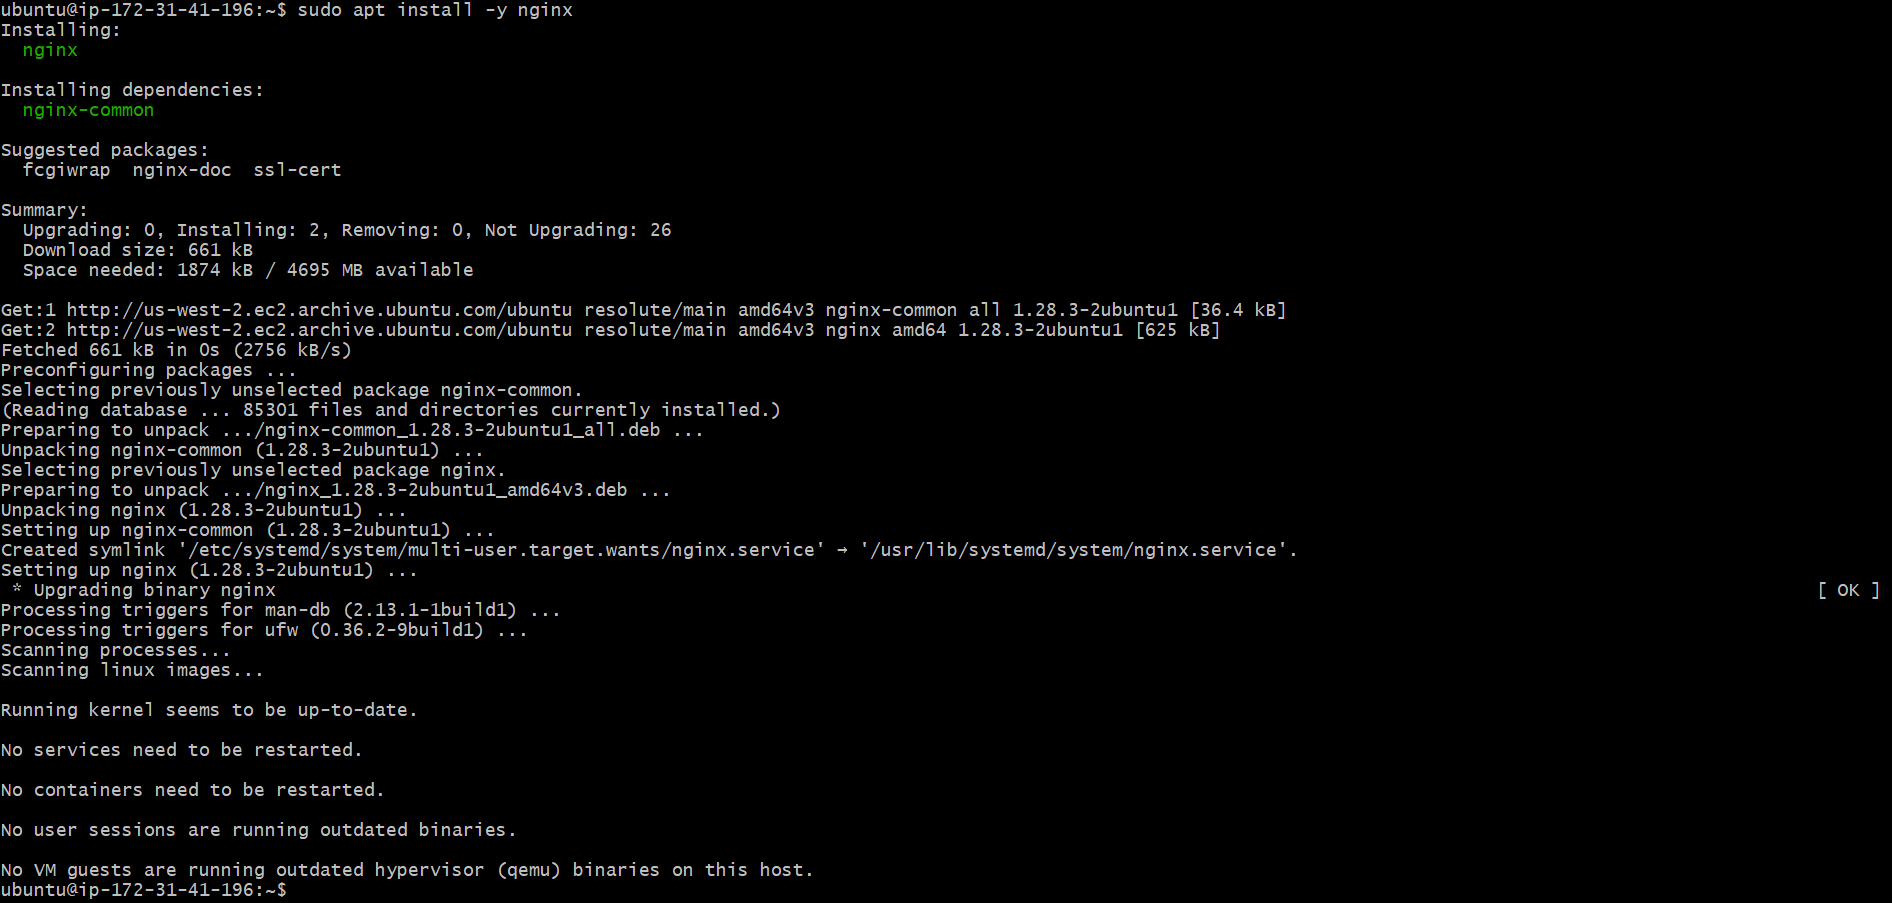 ubuntu@ip-172-31-41-196:~$ sudo apt install -y nginx
Installing:
  nginx

Installing dependencies:
  nginx-common

Suggested packages:
  fcgiwrap  nginx-doc  ssl-cert

Summary:
  Upgrading: 0, Installing: 2, Removing: 0, Not Upgrading: 26
  Download size: 661 kB
  Space needed: 1874 kB / 4695 MB available

Get:1 http://us-west-2.ec2.archive.ubuntu.com/ubuntu resolute/main amd64v3 nginx-common all 1.28.3-2ubuntu1 [36.4 kB]
Get:2 http://us-west-2.ec2.archive.ubuntu.com/ubuntu resolute/main amd64v3 nginx amd64 1.28.3-2ubuntu1 [625 kB]
Fetched 661 kB in 0s (2756 kB/s)
Preconfiguring packages ...
Selecting previously unselected package nginx-common.
(Reading database ... 85301 files and directories currently installed.)
Preparing to unpack .../nginx-common_1.28.3-2ubuntu1_all.deb ...
Unpacking nginx-common (1.28.3-2ubuntu1) ...
Selecting previously unselected package nginx.
Preparing to unpack .../nginx_1.28.3-2ubuntu1_amd64v3.deb ...
Unpacking nginx (1.28.3-2ubuntu1) ...
Setting up nginx-common (1.28.3-2ubuntu1) ...
Created symlink '/etc/systemd/system/multi-user.target.wants/nginx.service' → '/usr/lib/systemd/system/nginx.service'.
Setting up nginx (1.28.3-2ubuntu1) ...
 * Upgrading binary nginx [ OK ]
Processing triggers for man-db (2.13.1-1build1) ...
Processing triggers for ufw (0.36.2-9build1) ...
Scanning processes...
Scanning linux images...

Running kernel seems to be up-to-date.

No services need to be restarted.

No containers need to be restarted.

No user sessions are running outdated binaries.

No VM guests are running outdated hypervisor (qemu) binaries on this host.
ubuntu@ip-172-31-41-196:~$